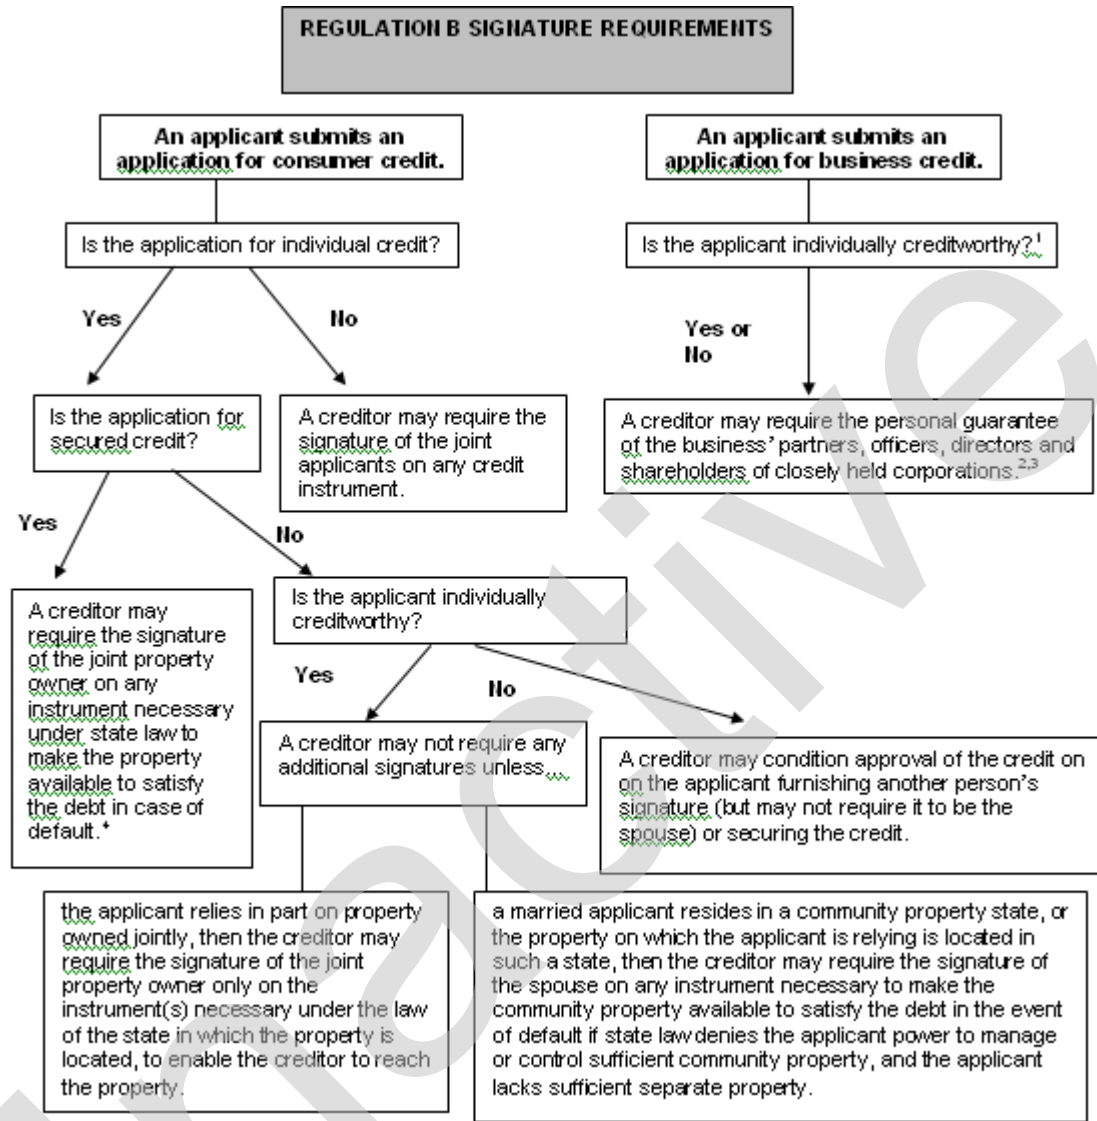 REGULATION B SIGNATURE REQUIREMENTS
An applicant submits an
application for consumer credit.
An applicant submits an
application for business credit.
Is the application for individual credit?
Is the applicant individually creditworthy?¹
Yes
No
Yes or
No
Is the application for
secured credit?
A creditor may require the
signature of the joint
applicants on any credit
instrument.
A creditor may require the personal guarantee
of the business' partners, officers, directors and
shareholders of closely held corporations.²,³
Yes
No
A creditor may
require the signature
of the joint property
owner on any
instrument necessary
under state law to
make the property
available to satisfy
the debt in case of
default.⁴
Is the applicant individually
creditworthy?
Yes
No
A creditor may not require any
additional signatures unless...
A creditor may condition approval of the credit on
on the applicant furnishing another person's
signature (but may not require it to be the
spouse) or securing the credit.
the applicant relies in part on property
owned jointly, then the creditor may
require the signature of the joint
property owner only on the
instrument(s) necessary under the law
of the state in which the property is
located, to enable the creditor to reach
the property.
a married applicant resides in a community property state, or
the property on which the applicant is relying is located in
such a state, then the creditor may require the signature of
the spouse on any instrument necessary to make the
community property available to satisfy the debt in the event
of default if state law denies the applicant power to manage
or control sufficient community property, and the applicant
lacks sufficient separate property.
inactive